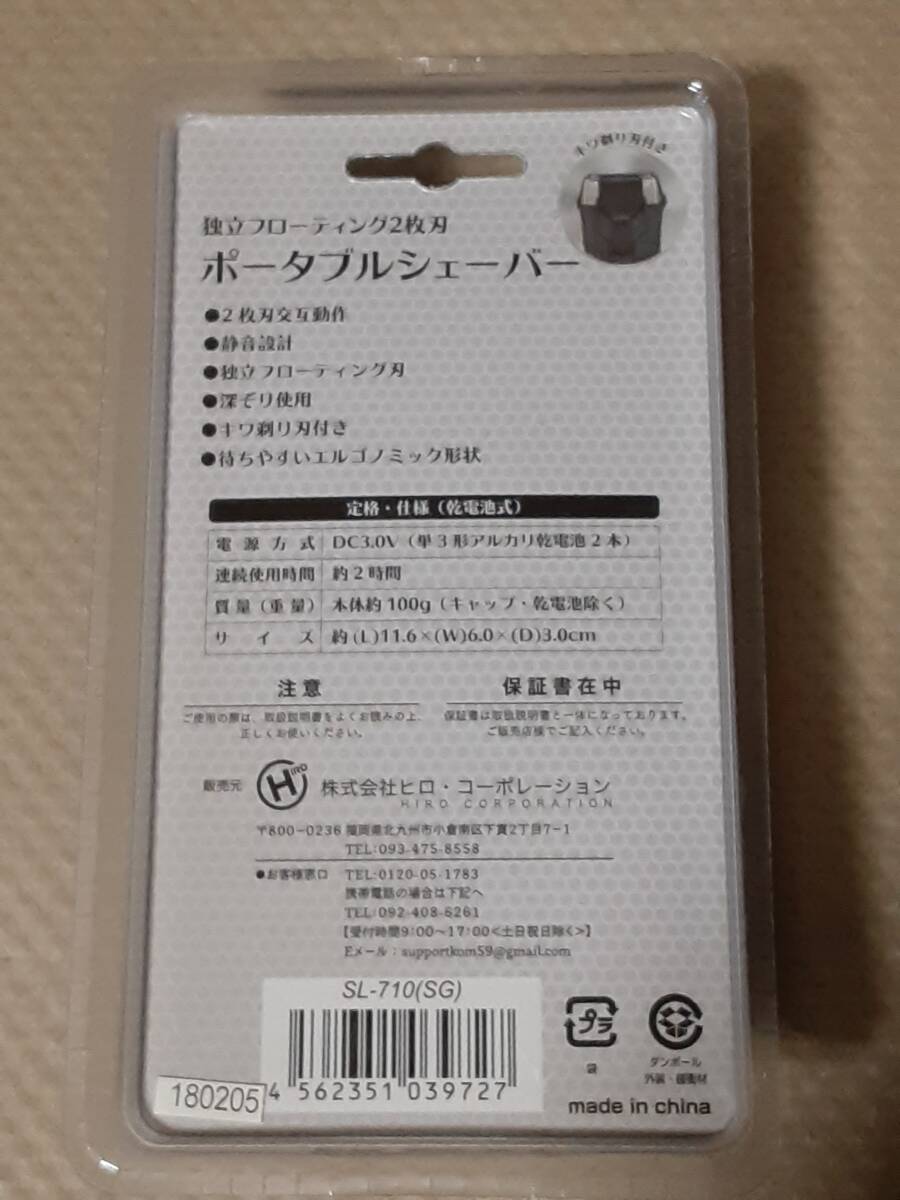 キワ剃り刃付き
独立フローティング2枚刃
ポータブルシェーバー
●2枚刃交互動作
●静音設計
●独立フローティング刃
●深ぞり使用
●キワ剃り刃付き
●待ちやすいエルゴノミック形状
定格・仕様（乾電池式）
電源方式 DC3.0V（単3形アルカリ乾電池2本）
連続使用時間 約2時間
質量（重量） 本体約100g（キャップ・乾電池除く）
サイズ 約(L)11.6×(W)6.0×(D)3.0cm
注意
ご使用の際は、取扱説明書をよくお読みの上、
正しくお使いください。
保証書在中
保証書は取扱説明書と一体になっております。
ご販売店様でご記入ください。
販売元 HIRO 株式会社ヒロ・コーポレーション
HIRO CORPORATION
〒800-0236 福岡県北九州市小倉南区下貫2丁目7-1
TEL:093-475-8558
●お客様窓口 TEL:0120-05-1783
携帯電話の場合は下記へ
TEL:092-408-6261
【受付時間9:00～17:00<土日祝日除く>】
Eメール：supportkom59@gmail.com
SL-710(SG)
4 562351 039727
180205
プラ
袋
ダンボール
外装・緩衝材
made in china